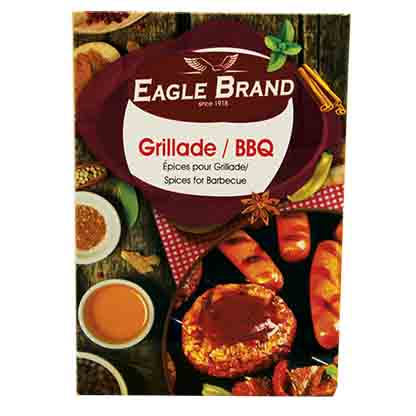 EAGLE BRAND
since 1918
Grillade / BBQ
Épices pour Grillade/
Spices for Barbecue